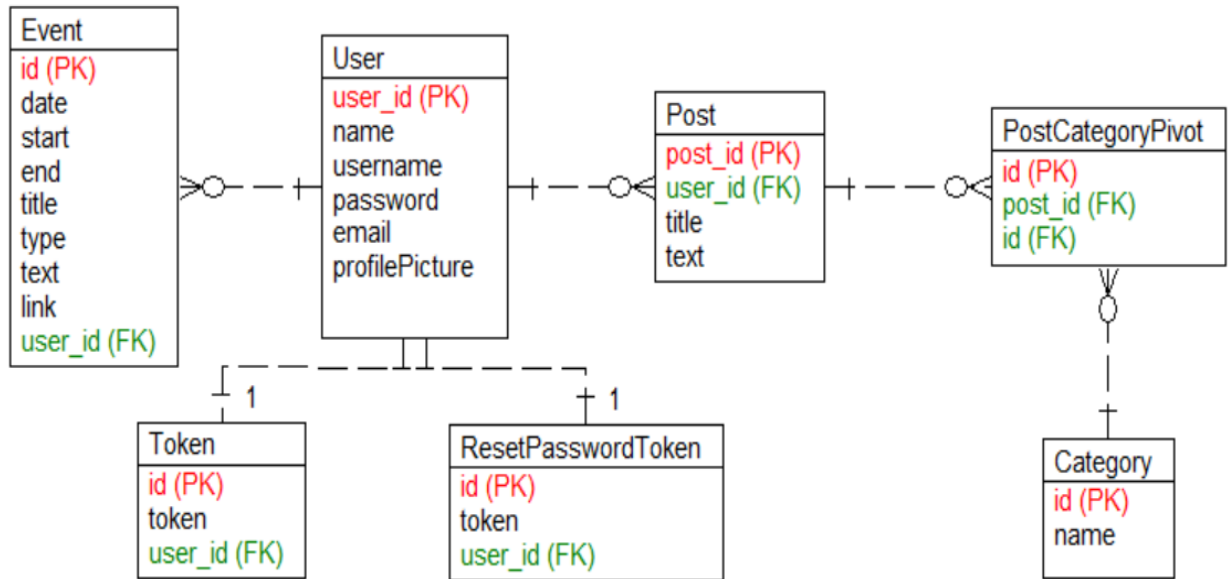 Event
id (PK)
date
start
end
title
type
text
link
user_id (FK)
User
user_id (PK)
name
username
password
email
profilePicture
Post
post_id (PK)
user_id (FK)
title
text
PostCategoryPivot
id (PK)
post_id (FK)
id (FK)
1
1
Token
id (PK)
token
user_id (FK)
ResetPasswordToken
id (PK)
token
user_id (FK)
Category
id (PK)
name